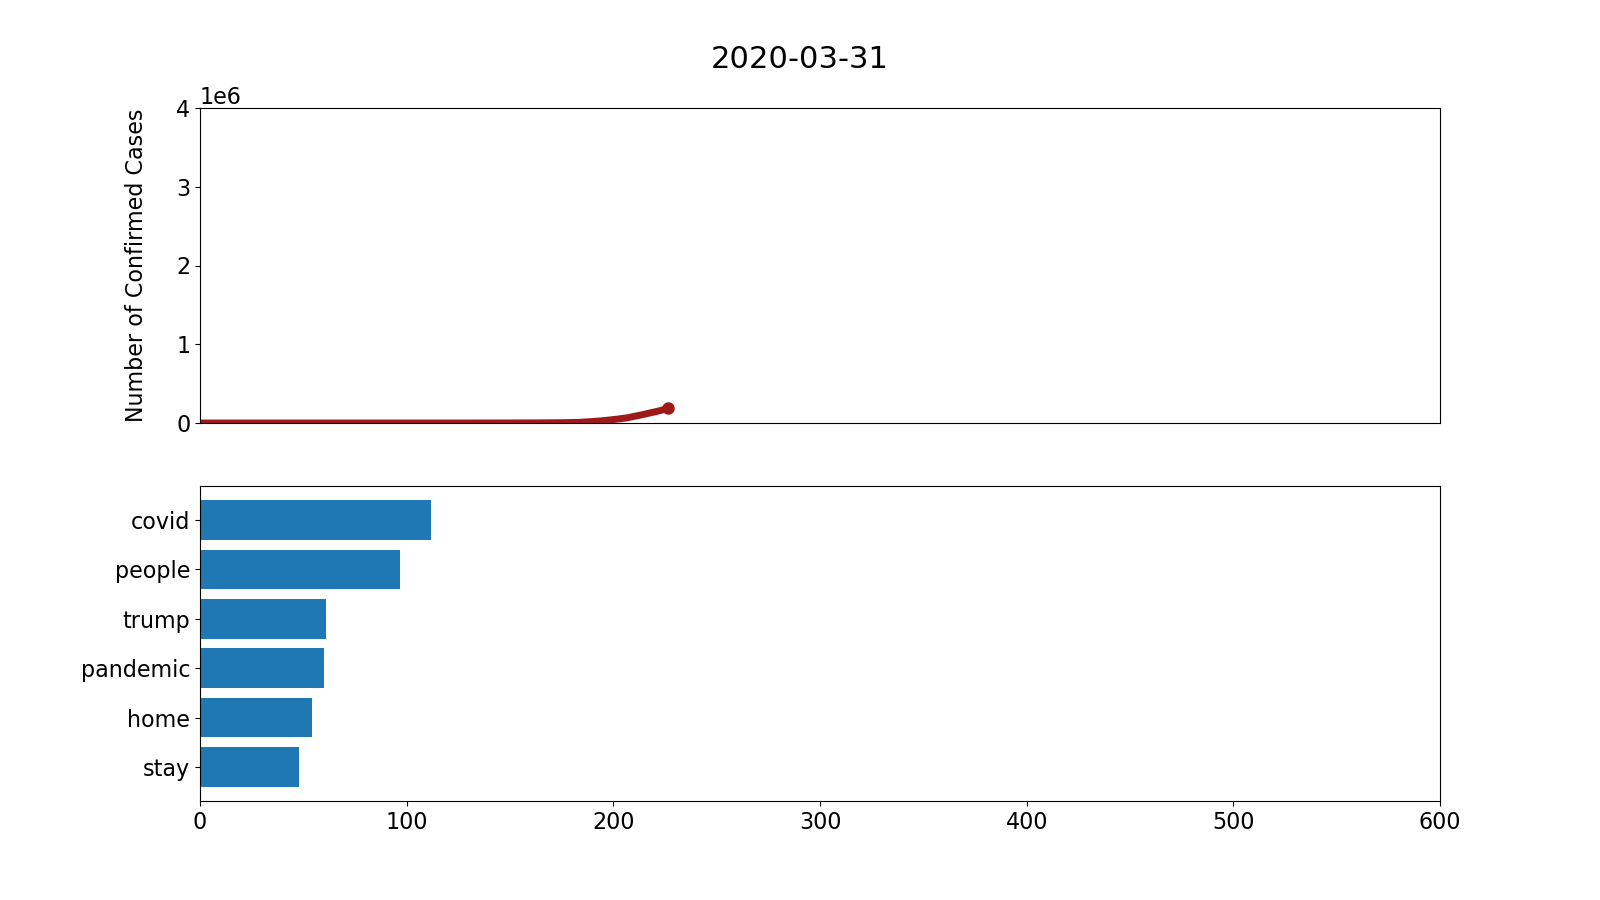 2020-03-31
1e6
Number of Confirmed Cases
4
3
2
1
0
covid
people
trump
pandemic
home
stay
0 100 200 300 400 500 600